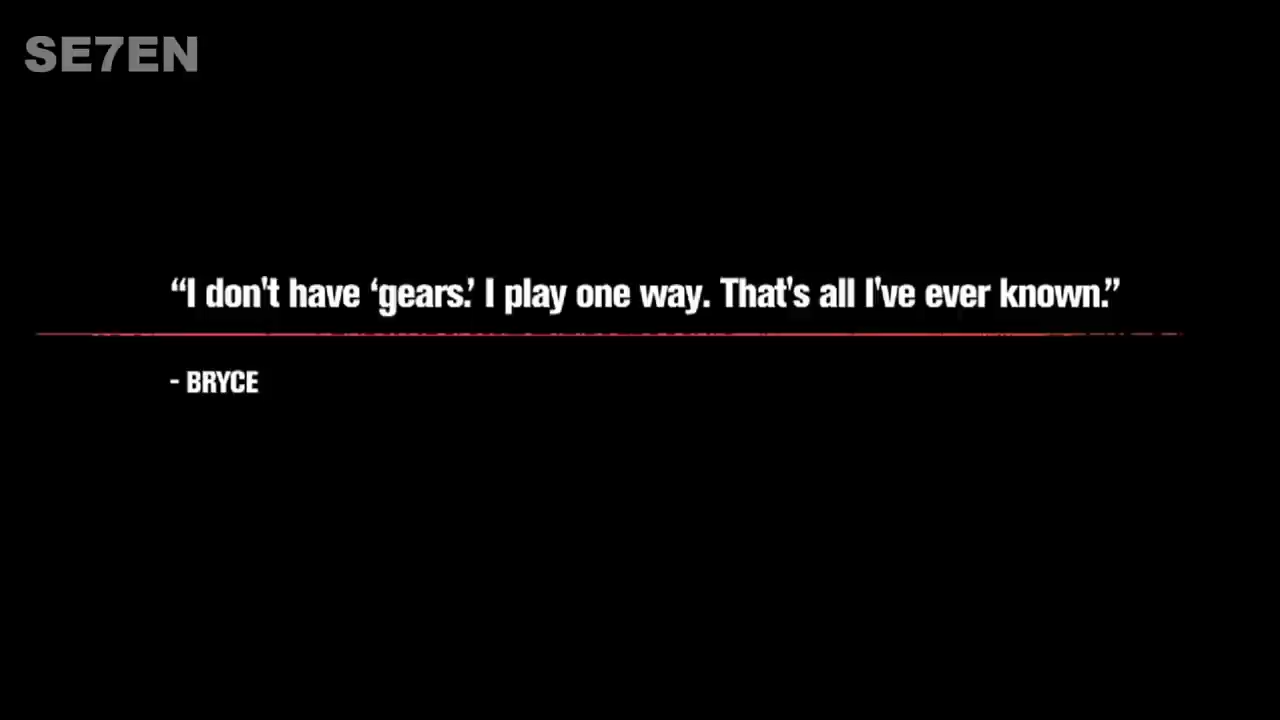 SE7EN
“I don't have ‘gears.’ I play one way. That's all I've ever known.”
- BRYCE